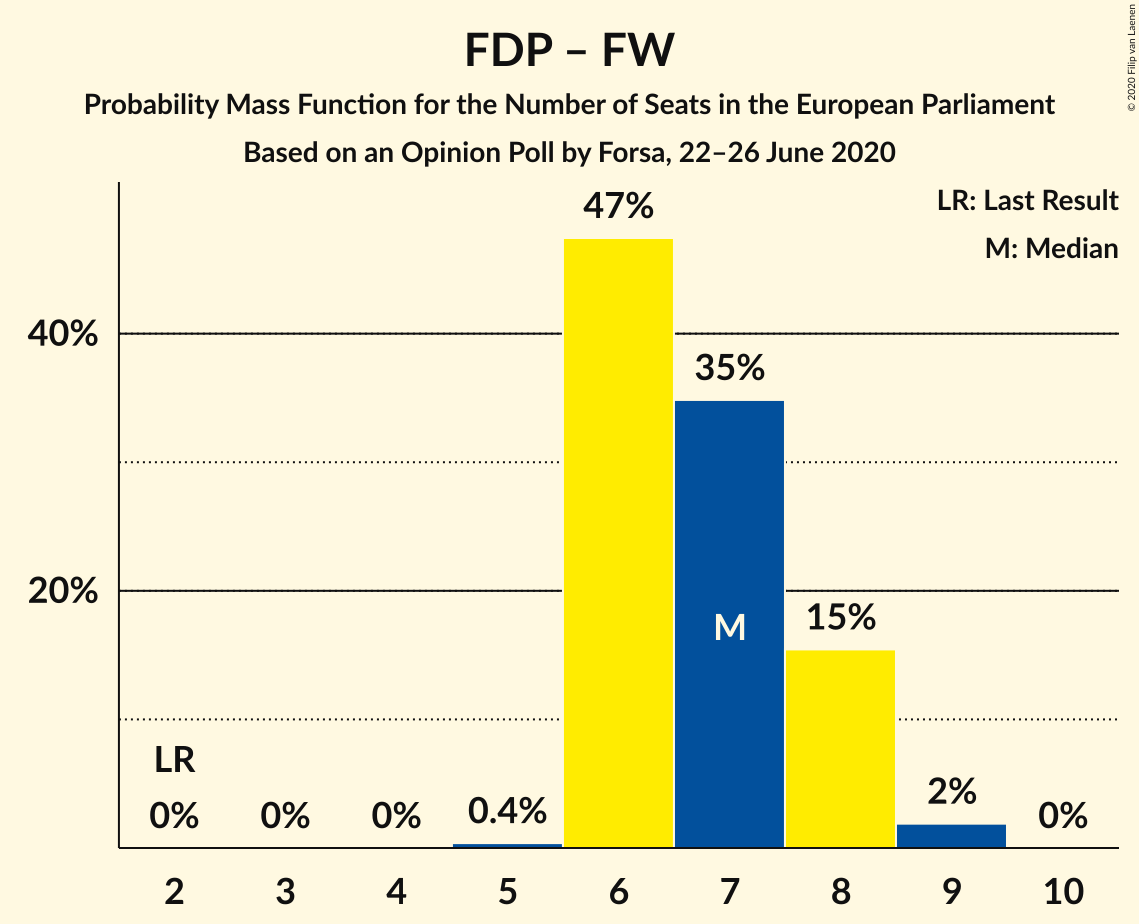 FDP – FW
Probability Mass Function for the Number of Seats in the European Parliament
Based on an Opinion Poll by Forsa, 22–26 June 2020
© 2020 Filip van Laenen
LR: Last Result
M: Median
47%
40%
35%
20%
15%
M
LR
0%
0%
0%
0.4%
2%
0%
2
3
4
5
6
7
8
9
10